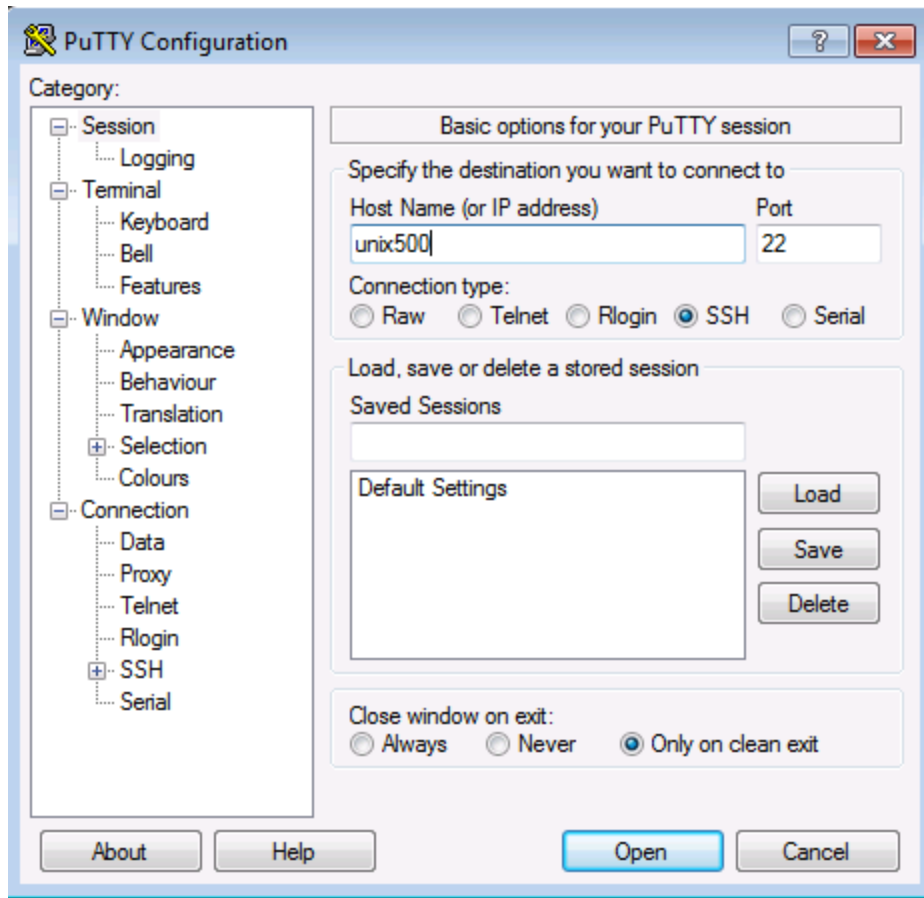 PuTTY Configuration
?
Category:
Session
Logging
Terminal
Keyboard
Bell
Features
Window
Appearance
Behaviour
Translation
Selection
Colours
Connection
Data
Proxy
Telnet
Rlogin
SSH
Serial
Basic options for your PuTTY session
Specify the destination you want to connect to
Host Name (or IP address) Port
unix500 22
Connection type:
Raw Telnet Rlogin SSH Serial
Load, save or delete a stored session
Saved Sessions
Default Settings
Load
Save
Delete
Close window on exit:
Always Never Only on clean exit
About Help Open Cancel